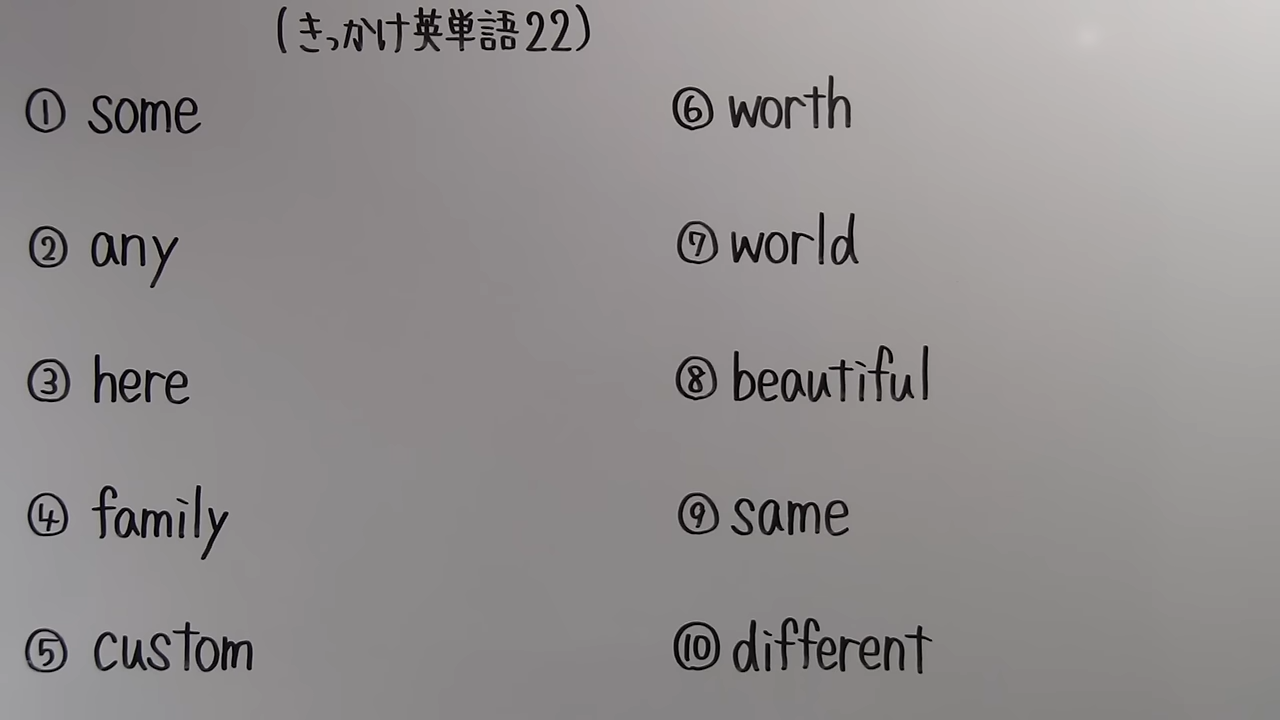 (きっかけ英単語22)
① some
② any
③ here
④ family
⑤ custom
⑥ worth
⑦ world
⑧ beautiful
⑨ same
⑩ different